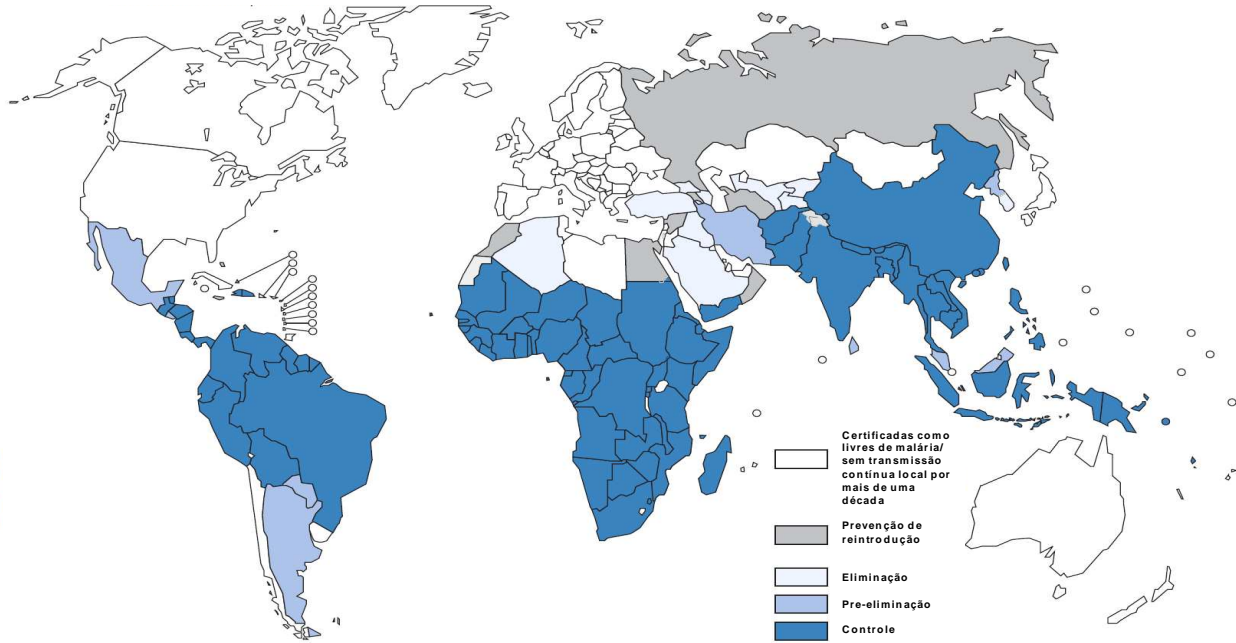 Certificadas como
livres de malária/
sem transmissão
contínua local por
mais de uma
década
Prevenção de
reintrodução
Eliminação
Pre-eliminação
Controle